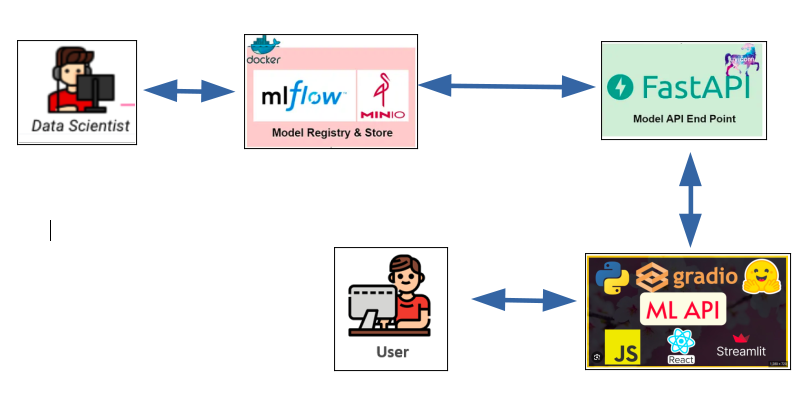 docker
mlflow
MINIO
Model Registry & Store
Data Scientist
uvicorn
FastAPI
Model API End Point
gradio
ML API
JS
React
Streamlit
User